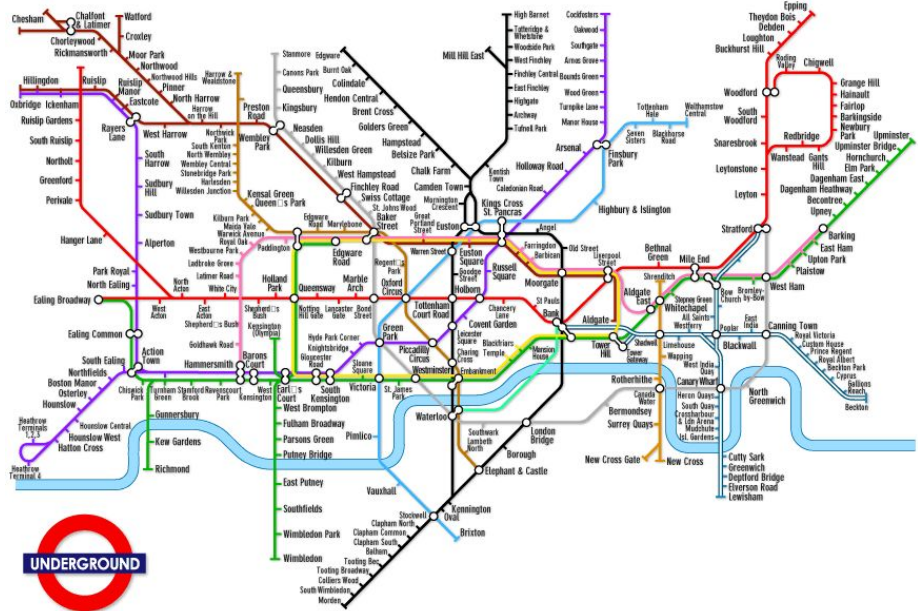 Chesham
Chalfont
& Latimer
Watford
Croxley
Chorleywood
Rickmansworth
Moor Park
Northwood
Northwood Hills
Pinner
North Harrow
Harrow
on the Hill
Hillingdon
Ruislip
Ruislip
Manor
Eastcote
Uxbridge
Ickenham
Ruislip Gardens
South Ruislip
Northolt
Greenford
Perivale
Hanger Lane
Rayers
Lane
West Harrow
South
Harrow
Sudbury
Hill
Sudbury Town
Alperton
Park Royal
North Ealing
Ealing Broadway
Ealing Common
South Ealing
Northfields
Boston Manor
Osterley
Hounslow
Hounslow Central
Hounslow West
Hatton Cross
Heathrow
Terminals
1,2,3
Heathrow
Terminal 4
Harrow &
Wealdstone
Northwick
Park
South Kenton
North Wembley
Wembley Central
Stonebridge Park
Harlesden
Willesden Junction
Kensal Green
Queen□s Park
Kilburn Park
Maida Vale
Warwick Avenue
Royal Oak
Westbourne Park
Ladbroke Grove
Latimer Road
White City
Preston
Road
Wembley
Park
Stanmore
Canons Park
Queensbury
Kingsbury
Neasden
Dollis Hill
Willesden Green
Kilburn
West Hampstead
Finchley Road
Swiss Cottage
St. Johns Wood
Baker
Street
Edgware
Burnt Oak
Colindale
Hendon Central
Brent Cross
Golders Green
Hampstead
Belsize Park
Chalk Farm
Camden Town
Mornington
Crescent
Euston
High Barnet
Totteridge &
Whetstone
Woodside Park
West Finchley
Mill Hill East
Finchley Central
East Finchley
Highgate
Archway
Tufnell Park
Kentish
Town
Cockfosters
Oakwood
Southgate
Arnos Grove
Bounds Green
Wood Green
Turnpike Lane
Manor House
Arsenal
Finsbury
Park
Holloway Road
Caledonian Road
Kings Cross
St. Pancras
Seven
Sisters
Tottenham
Hale
Blackhorse
Road
Walthamstow
Central
Highbury & Islington
Epping
Theydon Bois
Debden
Loughton
Buckhurst Hill
Roding
Valley
Chigwell
Woodford
Grange Hill
Hainault
Fairlop
Barkingside
Newbury
Park
South
Woodford
Snaresbrook
Redbridge
Wanstead
Gants
Hill
Leytonstone
Leyton
Stratford
Upminster
Upminster Bridge
Hornchurch
Elm Park
Dagenham East
Dagenham Heathway
Becontree
Upney
Barking
East Ham
Upton Park
Plaistow
West Ham
Edgware
Road
Marylebone
Paddington
Edgware
Road
Great
Portland
Street
Warren Street
Euston
Square
Goodge
Street
Russell
Square
Angel
Farringdon
Barbican
Old Street
Moorgate
Liverpool
Street
Bethnal
Green
Mile End
Shoreditch
Aldgate
East
Stepney Green
Whitechapel
Bow
Church
Bromley-
by-Bow
North
Acton
West
Acton
East
Acton
Shepherd□s
Bush
Shepherd□s Bush
Goldhawk Road
Holland
Park
Queensway
Notting
Hill Gate
Lancaster
Gate
Marble
Arch
Bond
Street
Regent□s
Park
Oxford
Circus
Tottenham
Court Road
Holborn
Chancery
Lane
St Pauls
Bank
Aldgate
Tower
Hill
Tower
Gateway
Shadwell
Limehouse
Wapping
All Saints
Westferry
Poplar
East
India
Blackwall
Canning Town
Royal Victoria
Custom House
Prince Regent
Royal Albert
Beckton Park
Cyprus
Gallions
Reach
Beckton
Kensington
(Olympia)
Hyde Park Corner
Knightsbridge
Gloucester
Road
Green
Park
Piccadilly
Circus
Covent Garden
Leicester
Square
Charing
Cross
Embankment
Blackfriars
Temple
Mansion
House
Acton
Town
Hammersmith
Barons
Court
Chiswick
Park
Turnham
Green
Stamford
Brook
Ravenscourt
Park
West
Kensington
Earl□s
Court
South
Kensington
Sloane
Square
Victoria
St. James
Park
Westminster
Gunnersbury
Kew Gardens
Richmond
West Brompton
Fulham Broadway
Parsons Green
Putney Bridge
East Putney
Southfields
Wimbledon Park
Wimbledon
Pimlico
Vauxhall
Brixton
Waterloo
Southwark
Lambeth
North
London
Bridge
Borough
Elephant & Castle
Kennington
Oval
Stockwell
Clapham North
Clapham Common
Clapham South
Balham
Tooting Bec
Tooting Broadway
Colliers Wood
South Wimbledon
Morden
Rotherhithe
Canada
Water
Bermondsey
Surrey Quays
New Cross Gate
New Cross
West India
Quay
Canary Wharf
Heron Quays
South Quay
Crossharbour
& Ldn Arena
Mudchute
Isl. Gardens
North
Greenwich
Cutty Sark
Greenwich
Deptford Bridge
Elverson Road
Lewisham
UNDERGROUND